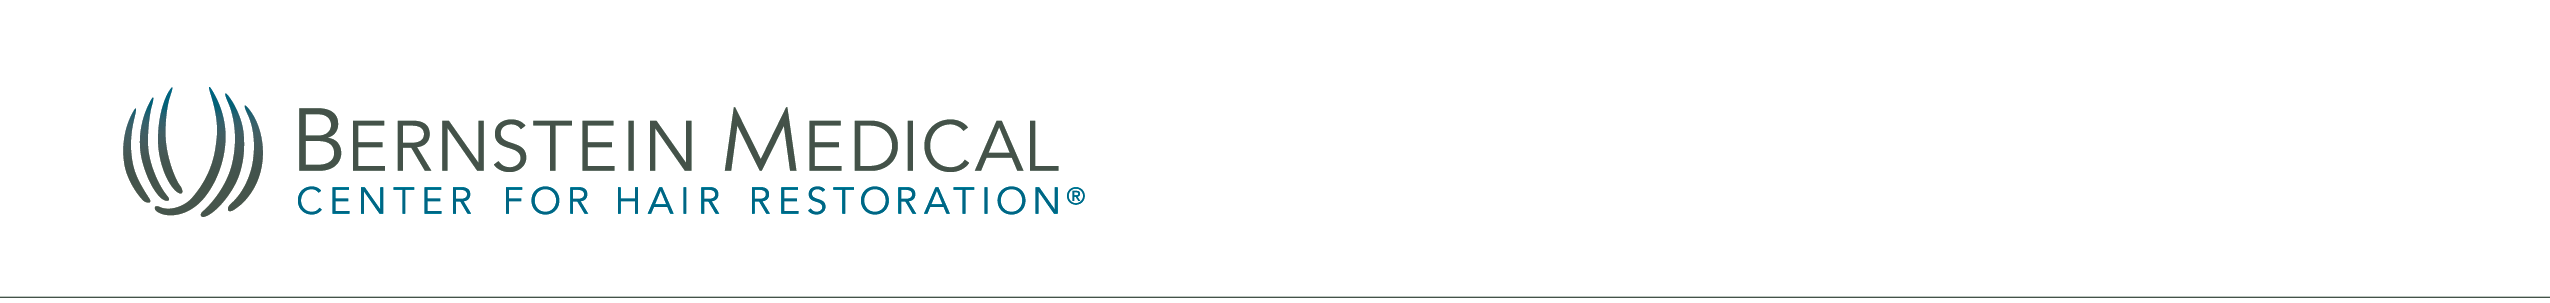 BERNSTEIN MEDICAL
CENTER FOR HAIR RESTORATION®